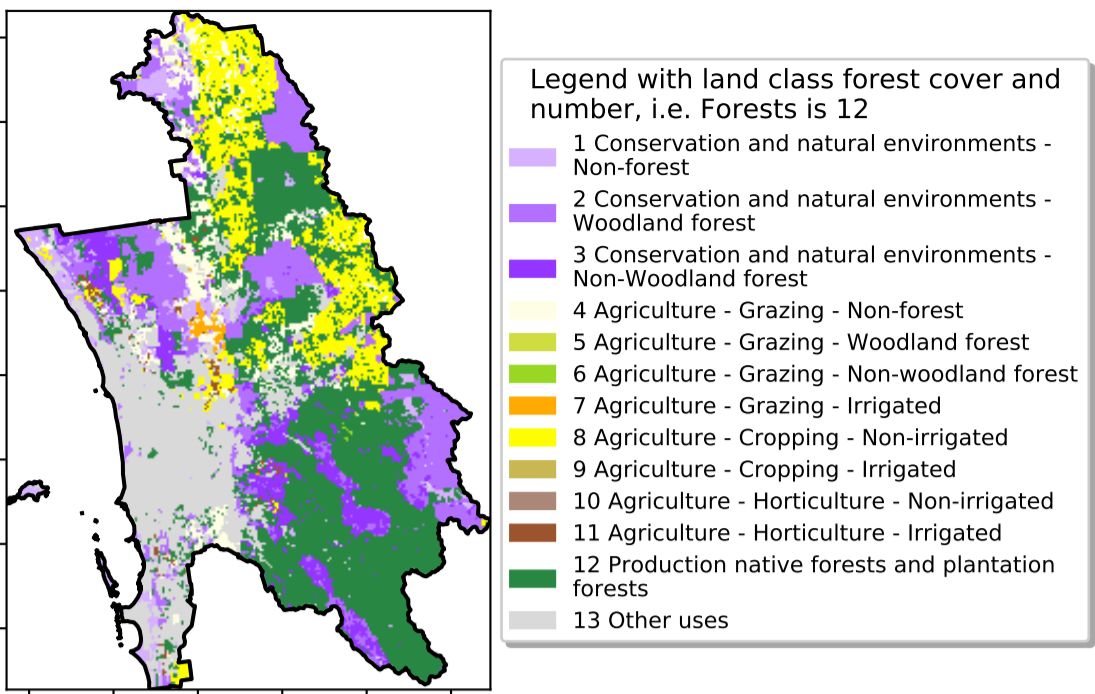 Legend with land class forest cover and
number, i.e. Forests is 12
1 Conservation and natural environments -
Non-forest
2 Conservation and natural environments -
Woodland forest
3 Conservation and natural environments -
Non-Woodland forest
4 Agriculture - Grazing - Non-forest
5 Agriculture - Grazing - Woodland forest
6 Agriculture - Grazing - Non-woodland forest
7 Agriculture - Grazing - Irrigated
8 Agriculture - Cropping - Non-irrigated
9 Agriculture - Cropping - Irrigated
10 Agriculture - Horticulture - Non-irrigated
11 Agriculture - Horticulture - Irrigated
12 Production native forests and plantation
forests
13 Other uses